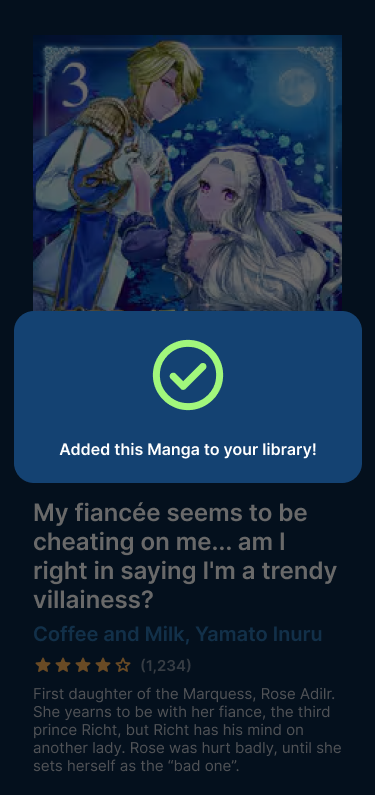 3
Added this Manga to your library!
My fiancée seems to be
cheating on me... am I
right in saying I'm a trendy
villainess?
Coffee and Milk, Yamato Inuru
(1,234)
First daughter of the Marquess, Rose Adilr.
She yearns to be with her fiance, the third
prince Richt, but Richt has his mind on
another lady. Rose was hurt badly, until she
sets herself as the “bad one”.